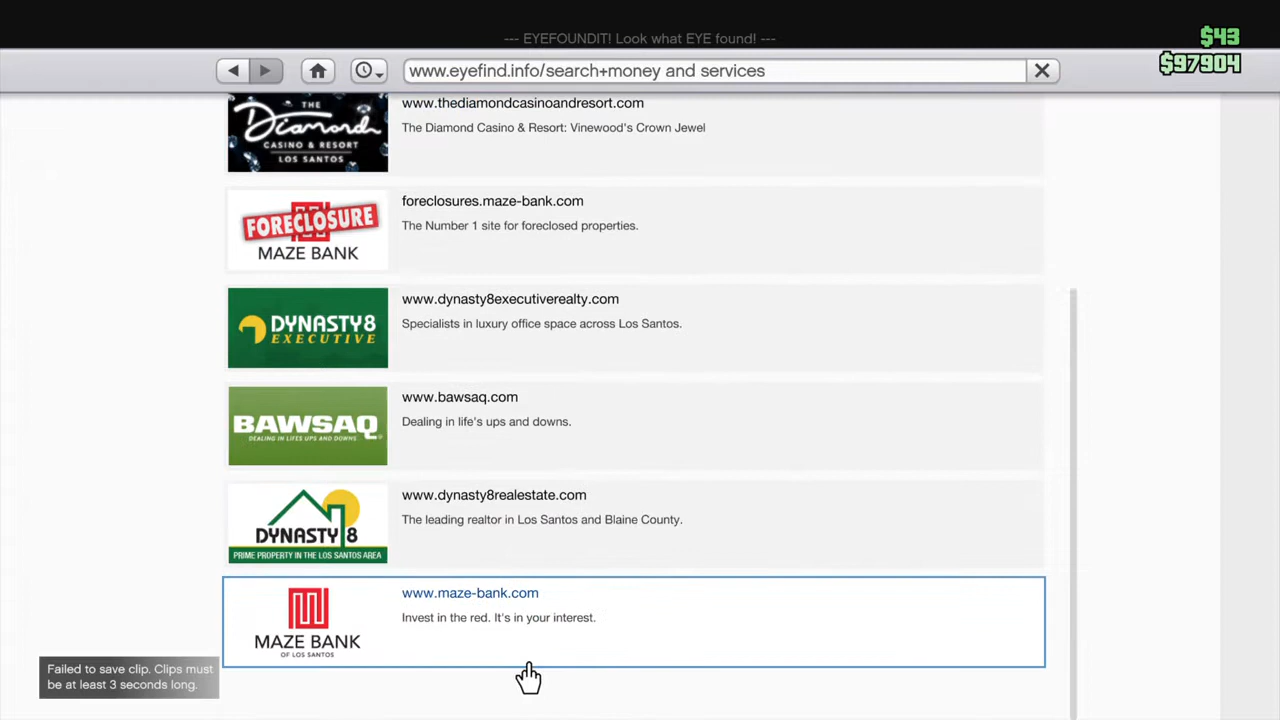 --- EYEFOUNDIT! Look what EYE found! ---
$43
$97904
www.eyefind.info/search+money and services
THE
Diamond
CASINO & RESORT
LOS SANTOS
www.thediamondcasinoandresort.com
The Diamond Casino & Resort: Vinewood's Crown Jewel
FORECLOSURE
MAZE BANK
foreclosures.maze-bank.com
The Number 1 site for foreclosed properties.
DYNASTY8
EXECUTIVE
www.dynasty8executiverealty.com
Specialists in luxury office space across Los Santos.
BAWSAQ
DEALING IN LIFES UPS AND DOWNS
www.bawsaq.com
Dealing in life's ups and downs.
DYNASTY 8
PRIME PROPERTY IN THE LOS SANTOS AREA
www.dynasty8realestate.com
The leading realtor in Los Santos and Blaine County.
MAZE BANK
OF LOS SANTOS
www.maze-bank.com
Invest in the red. It's in your interest.
Failed to save clip. Clips must
be at least 3 seconds long.